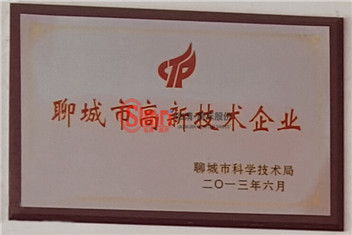 聊城市高新技术企业
聊城市科学技术局
二〇一三年六月